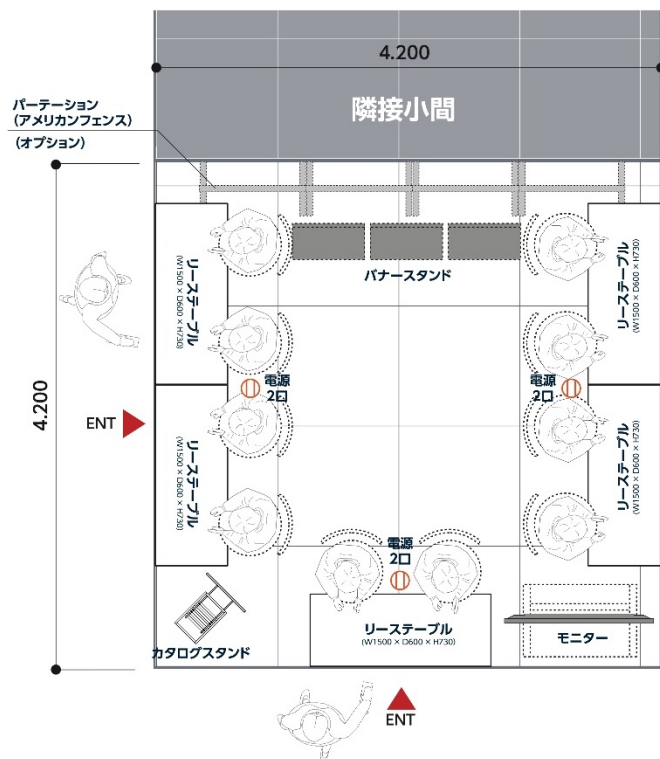 4.200
隣接小間
パーテーション
(アメリカンフェンス)
(オプション)
リーステーブル
(W1500 × D600 × H730)
バナースタンド
リーステーブル
(W1500 × D600 × H730)
電源
2口
電源
2口
4.200
ENT
リーステーブル
(W1500 × D600 × H730)
リーステーブル
(W1500 × D600 × H730)
電源
2口
カタログスタンド
リーステーブル
(W1500 × D600 × H730)
モニター
ENT